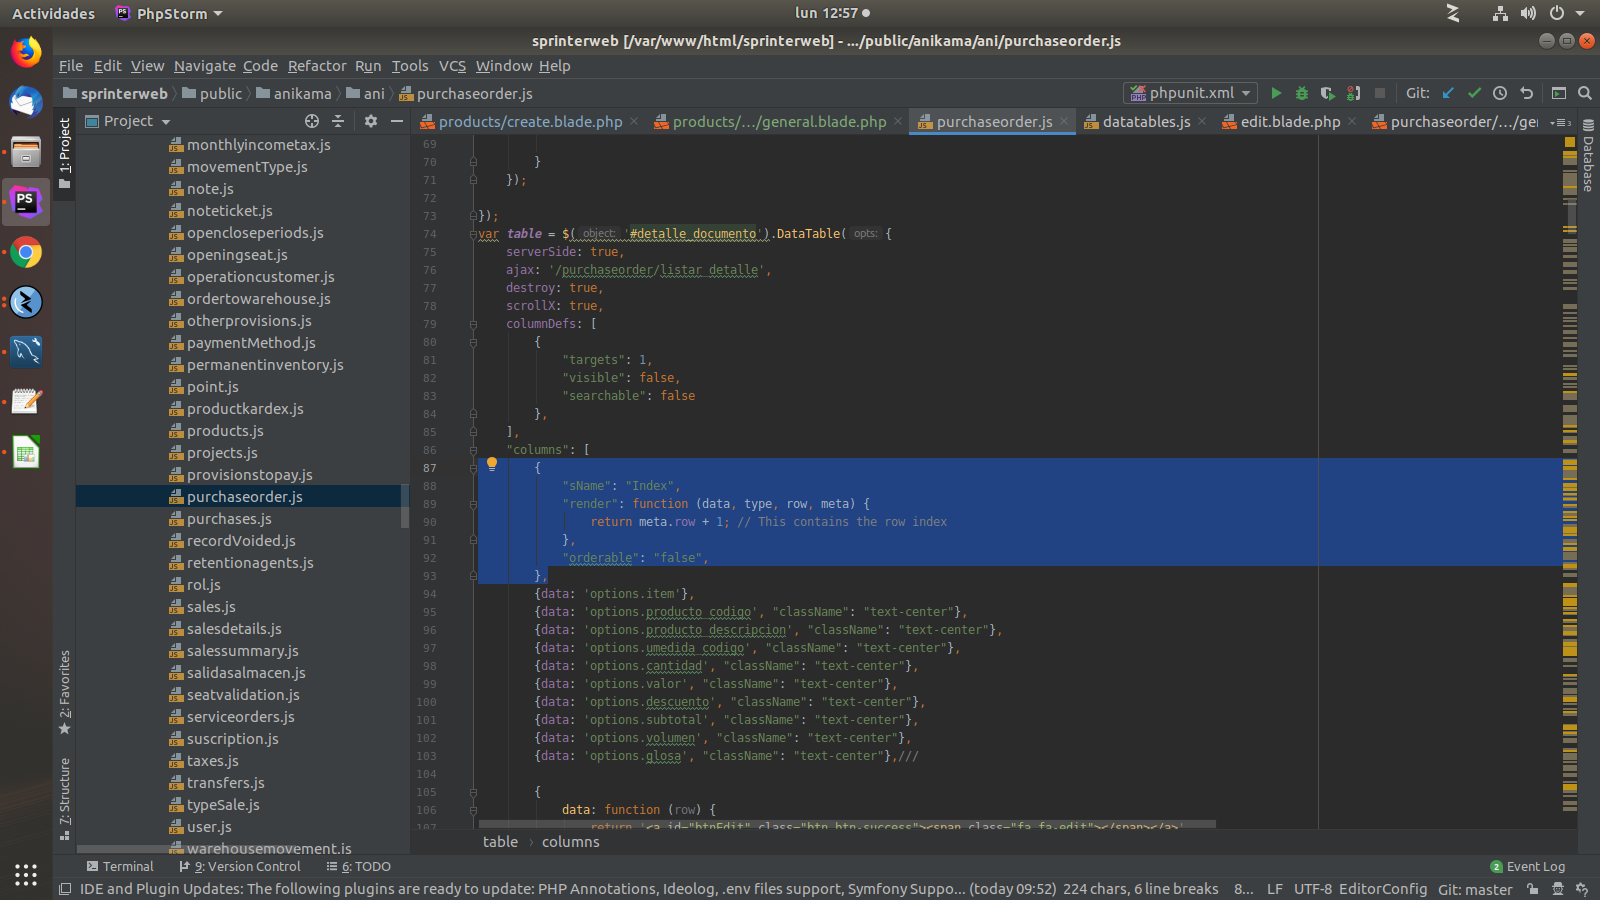 Actividades
PhpStorm
lun 12:57
sprinterweb [/var/www/html/sprinterweb] - .../public/anikama/ani/purchaseorder.js
File Edit View Navigate Code Refactor Run Tools VCS Window Help
sprinterweb public anikama ani purchaseorder.js
phpunit.xml
Git:
1: Project
Project
products/create.blade.php
products/.../general.blade.php
purchaseorder.js
datatables.js
edit.blade.php
purchaseorder/.../ge
3
Database
monthlyincometax.js
movementType.js
note.js
noteticket.js
opencloseperiods.js
openingseat.js
operationcustomer.js
ordertowarehouse.js
otherprovisions.js
paymentMethod.js
permanentinventory.js
point.js
productkardex.js
products.js
projects.js
provisionstopay.js
purchaseorder.js
purchases.js
recordVoided.js
retentionagents.js
rol.js
sales.js
salesdetails.js
salessummary.js
salidasalmacen.js
seatvalidation.js
serviceorders.js
suscription.js
taxes.js
transfers.js
typeSale.js
user.js
warehousemovement.js
2: Favorites
7: Structure
69
70 }
71 });
72
73 });
74 var table = $( object: '#detalle_documento').DataTable( opts: {
75 serverSide: true,
76 ajax: '/purchaseorder/listar_detalle',
77 destroy: true,
78 scrollX: true,
79 columnDefs: [
80 {
81 "targets": 1,
82 "visible": false,
83 "searchable": false
84 },
85 ],
86 "columns": [
87 {
88 "sName": "Index",
89 "render": function (data, type, row, meta) {
90 return meta.row + 1; // This contains the row index
91 },
92 "orderable": "false",
93 },
94 {data: 'options.item'},
95 {data: 'options.producto_codigo', "className": "text-center"},
96 {data: 'options.producto_descripcion', "className": "text-center"},
97 {data: 'options.umedida_codigo', "className": "text-center"},
98 {data: 'options.cantidad', "className": "text-center"},
99 {data: 'options.valor', "className": "text-center"},
100 {data: 'options.descuento', "className": "text-center"},
101 {data: 'options.subtotal', "className": "text-center"},
102 {data: 'options.volumen', "className": "text-center"},
103 {data: 'options.glosa', "className": "text-center"},///
104
105 {
106 data: function (row) {
107 return '<a id="btnEdit" class="btn btn-success"><span class="fa fa-edit"></span></a>'
table columns
Terminal
9: Version Control
6: TODO
2 Event Log
IDE and Plugin Updates: The following plugins are ready to update: PHP Annotations, Ideolog, .env files support, Symfony Suppo... (today 09:52) 224 chars, 6 line breaks 8... LF UTF-8 EditorConfig Git: master